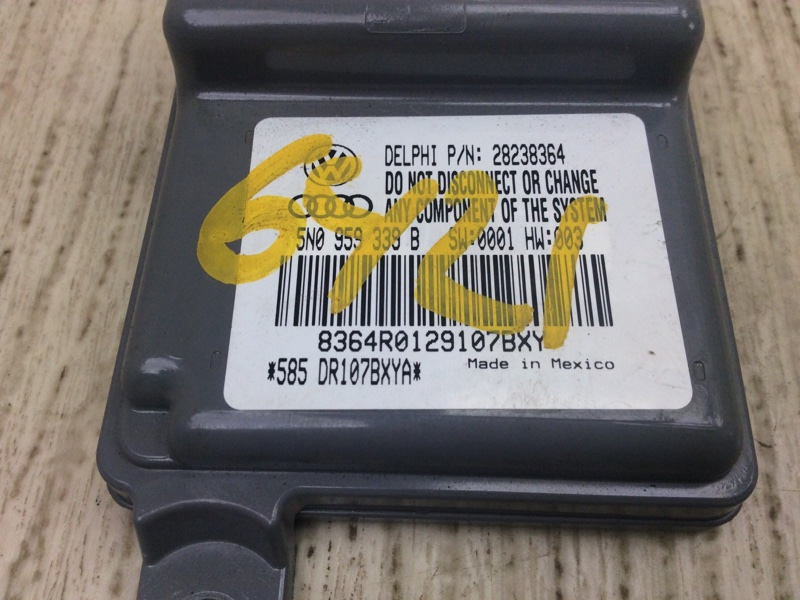 DELPHI P/N: 28238364
DO NOT DISCONNECT OR CHANGE
ANY COMPONENT OF THE SYSTEM
5N0 959 339 B SW:0001 HW:003
8364R0129107BXY
*585 DR107BXYA*
Made in Mexico